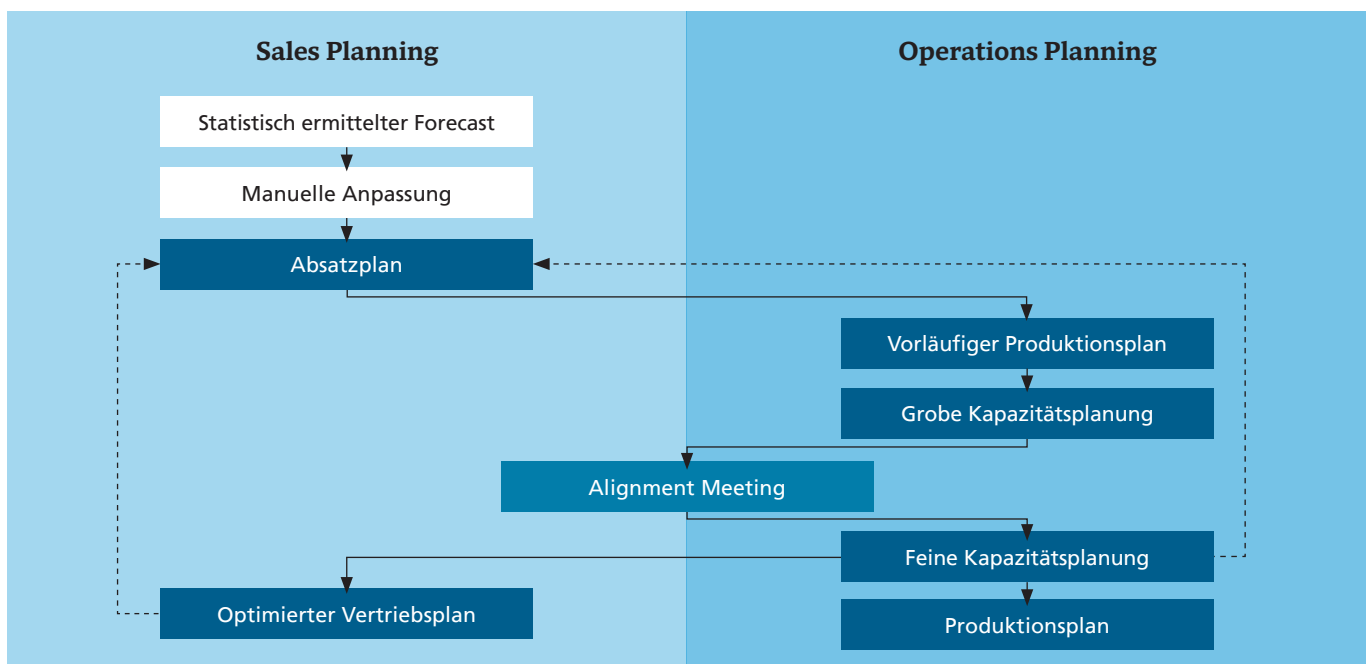 Sales Planning
Operations Planning
Statistisch ermittelter Forecast
Manuelle Anpassung
Absatzplan
Vorläufiger Produktionsplan
Grobe Kapazitätsplanung
Alignment Meeting
Feine Kapazitätsplanung
Optimierter Vertriebsplan
Produktionsplan